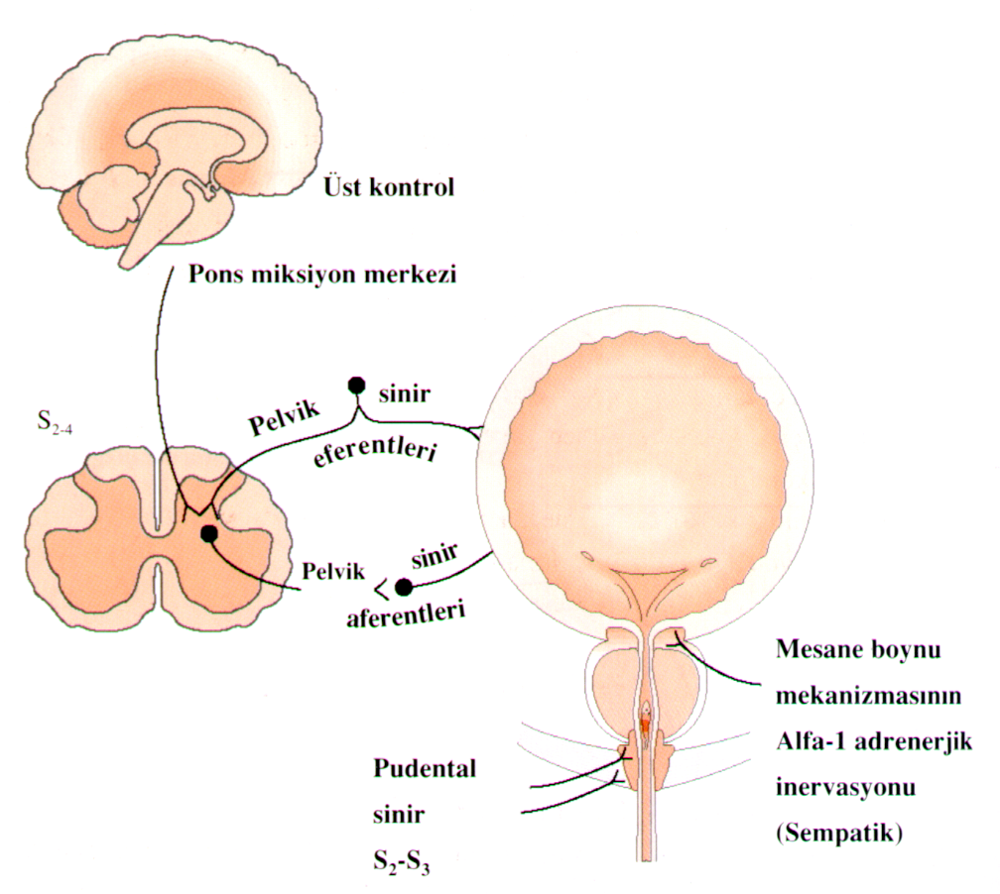 Üst kontrol
Pons miksiyon merkezi
S2-4
Pelvik sinir
eferentleri
Pelvik sinir
aferentleri
Mesane boynu
mekanizmasının
Alfa-1 adrenerjik
inervasyonu
(Sempatik)
Pudental
sinir
S2-S3